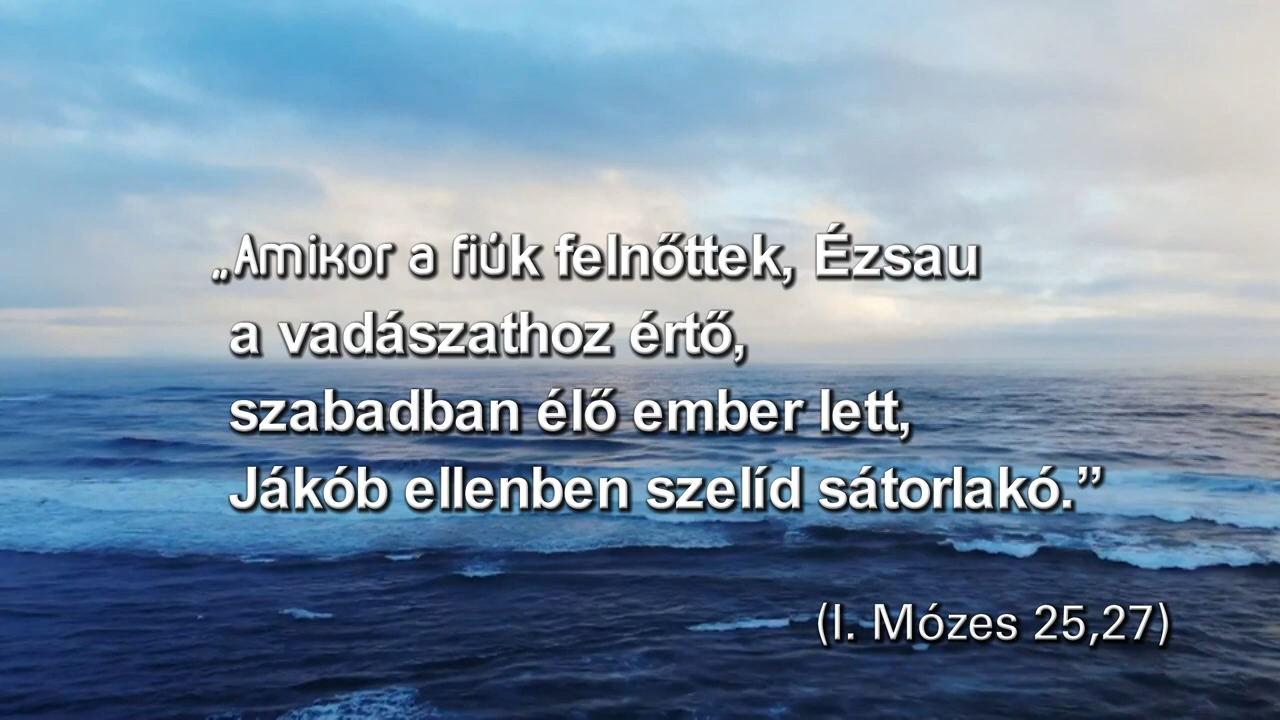 „Amikor a fiúk felnőttek, Ézsau
a vadászathoz értő,
szabadban élő ember lett,
Jákób ellenben szelíd sátorlakó.”
(I. Mózes 25,27)